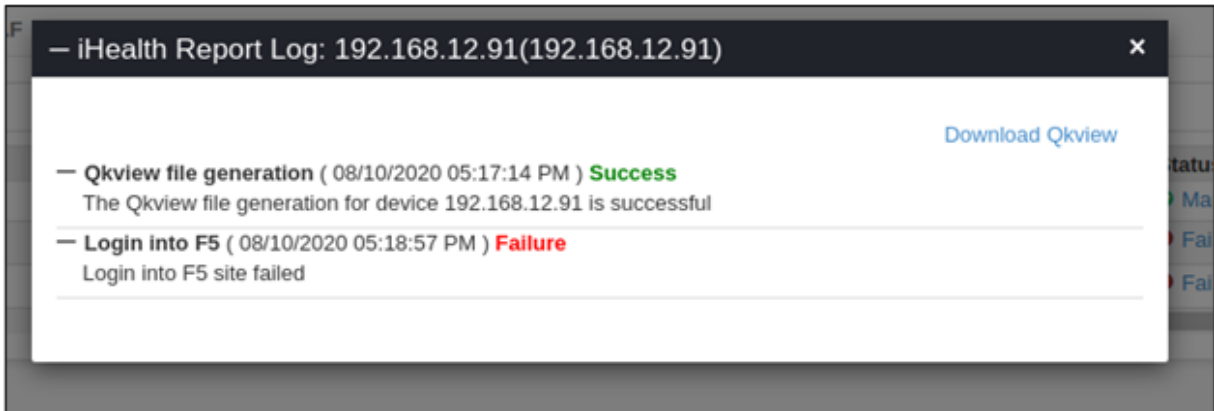 — iHealth Report Log: 192.168.12.91(192.168.12.91) ×
Download Qkview
— Qkview file generation ( 08/10/2020 05:17:14 PM ) Success
The Qkview file generation for device 192.168.12.91 is successful
— Login into F5 ( 08/10/2020 05:18:57 PM ) Failure
Login into F5 site failed